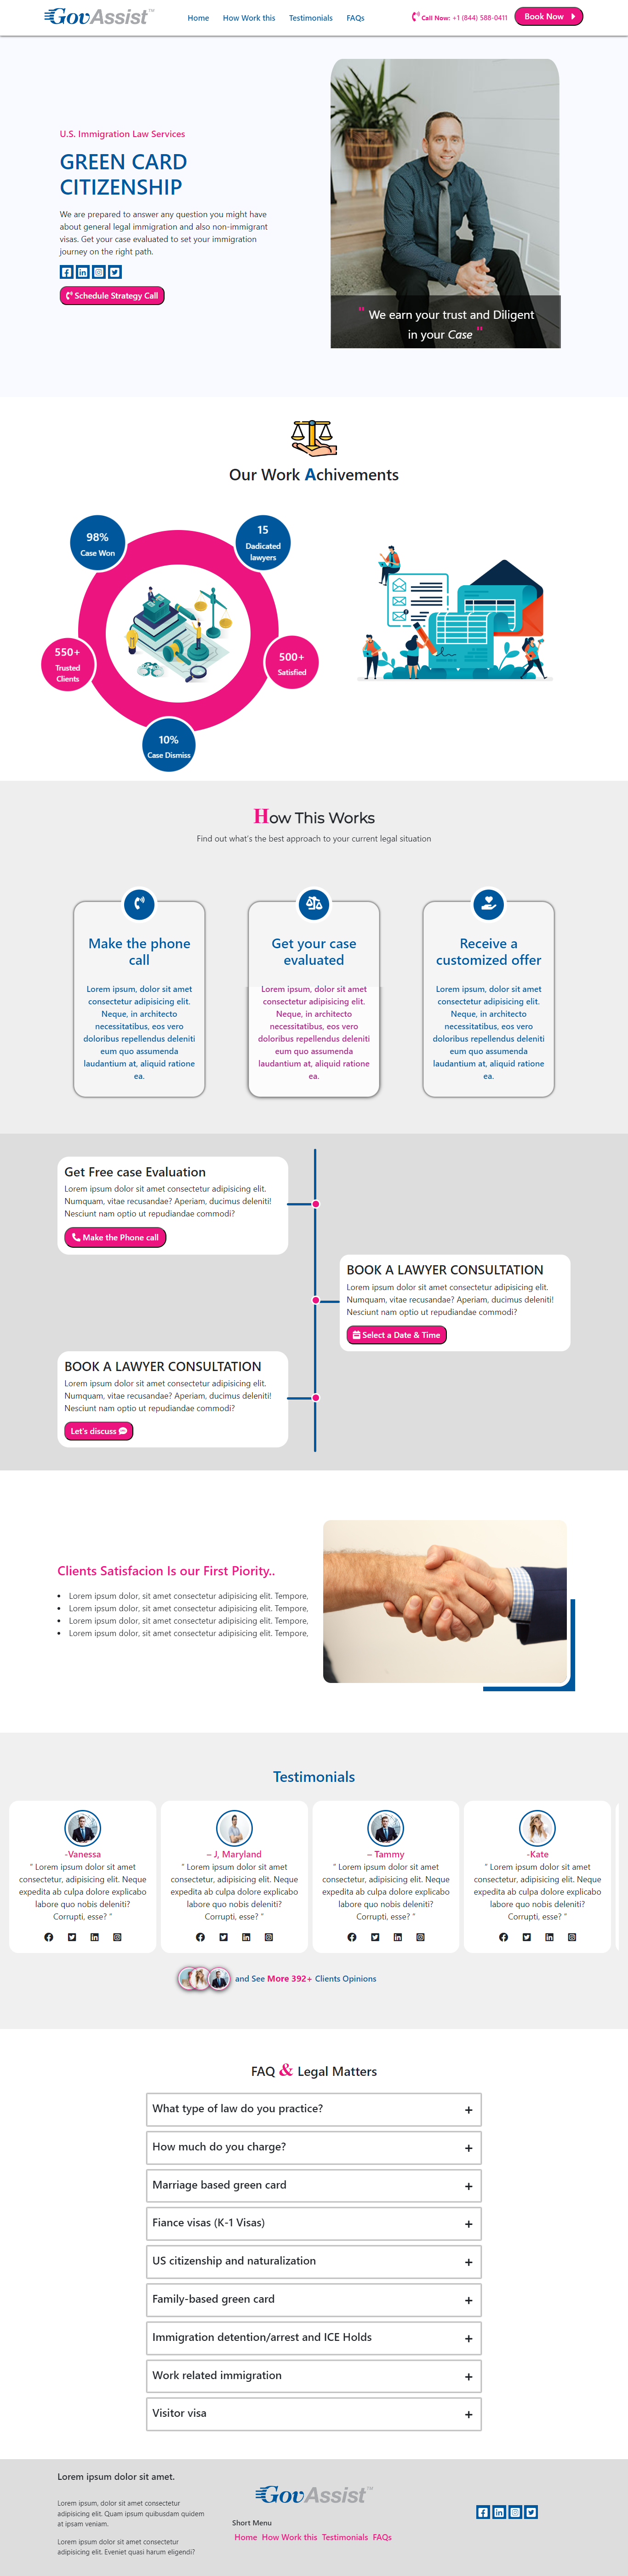 GovAssist™
Home How Work this Testimonials FAQs
Call Now: +1 (844) 588-0411
Book Now
U.S. Immigration Law Services
GREEN CARD
CITIZENSHIP
We are prepared to answer any question you might have
about general legal immigration and also non-immigrant
visas. Get your case evaluated to set your immigration
journey on the right path.
Schedule Strategy Call
" We earn your trust and Diligent
in your Case "
Our Work Achivements
98%
Case Won
15
Dadicated
lawyers
550+
Trusted
Clients
500+
Satisfied
10%
Case Dismiss
How This Works
Find out what's the best approach to your current legal situation
Make the phone
call
Lorem ipsum, dolor sit amet
consectetur adipisicing elit.
Neque, in architecto
necessitatibus, eos vero
doloribus repellendus deleniti
eum quo assumenda
laudantium at, aliquid ratione
ea.
Get your case
evaluated
Lorem ipsum, dolor sit amet
consectetur adipisicing elit.
Neque, in architecto
necessitatibus, eos vero
doloribus repellendus deleniti
eum quo assumenda
laudantium at, aliquid ratione
ea.
Receive a
customized offer
Lorem ipsum, dolor sit amet
consectetur adipisicing elit.
Neque, in architecto
necessitatibus, eos vero
doloribus repellendus deleniti
eum quo assumenda
laudantium at, aliquid ratione
ea.
Get Free case Evaluation
Lorem ipsum dolor sit amet consectetur adipisicing elit.
Numquam, vitae recusandae? Aperiam, ducimus deleniti!
Nesciunt nam optio ut repudiandae commodi?
Make the Phone call
BOOK A LAWYER CONSULTATION
Lorem ipsum dolor sit amet consectetur adipisicing elit.
Numquam, vitae recusandae? Aperiam, ducimus deleniti!
Nesciunt nam optio ut repudiandae commodi?
Select a Date & Time
BOOK A LAWYER CONSULTATION
Lorem ipsum dolor sit amet consectetur adipisicing elit.
Numquam, vitae recusandae? Aperiam, ducimus deleniti!
Nesciunt nam optio ut repudiandae commodi?
Let's discuss
Clients Satisfacion Is our First Piority..
• Lorem ipsum dolor, sit amet consectetur adipisicing elit. Tempore,
• Lorem ipsum dolor, sit amet consectetur adipisicing elit. Tempore,
• Lorem ipsum dolor, sit amet consectetur adipisicing elit. Tempore,
• Lorem ipsum dolor, sit amet consectetur adipisicing elit. Tempore,
Testimonials
-Vanessa
" Lorem ipsum dolor sit amet
consectetur, adipisicing elit. Neque
expedita ab culpa dolore explicabo
labore quo nobis deleniti?
Corrupti, esse? "
– J, Maryland
" Lorem ipsum dolor sit amet
consectetur, adipisicing elit. Neque
expedita ab culpa dolore explicabo
labore quo nobis deleniti?
Corrupti, esse? "
– Tammy
" Lorem ipsum dolor sit amet
consectetur, adipisicing elit. Neque
expedita ab culpa dolore explicabo
labore quo nobis deleniti?
Corrupti, esse? "
-Kate
" Lorem ipsum dolor sit amet
consectetur, adipisicing elit. Neque
expedita ab culpa dolore explicabo
labore quo nobis deleniti?
Corrupti, esse? "
and See More 392+ Clients Opinions
FAQ & Legal Matters
What type of law do you practice? +
How much do you charge? +
Marriage based green card +
Fiance visas (K-1 Visas) +
US citizenship and naturalization +
Family-based green card +
Immigration detention/arrest and ICE Holds +
Work related immigration +
Visitor visa +
Lorem ipsum dolor sit amet.
Lorem ipsum, dolor sit amet consectetur
adipisicing elit. Quam ipsum quibusdam quidem
at ipsam veniam.
Lorem ipsum dolor sit amet consectetur
adipisicing elit. Eveniet quasi harum eligendi?
GovAssist™
Short Menu
Home How Work this Testimonials FAQs